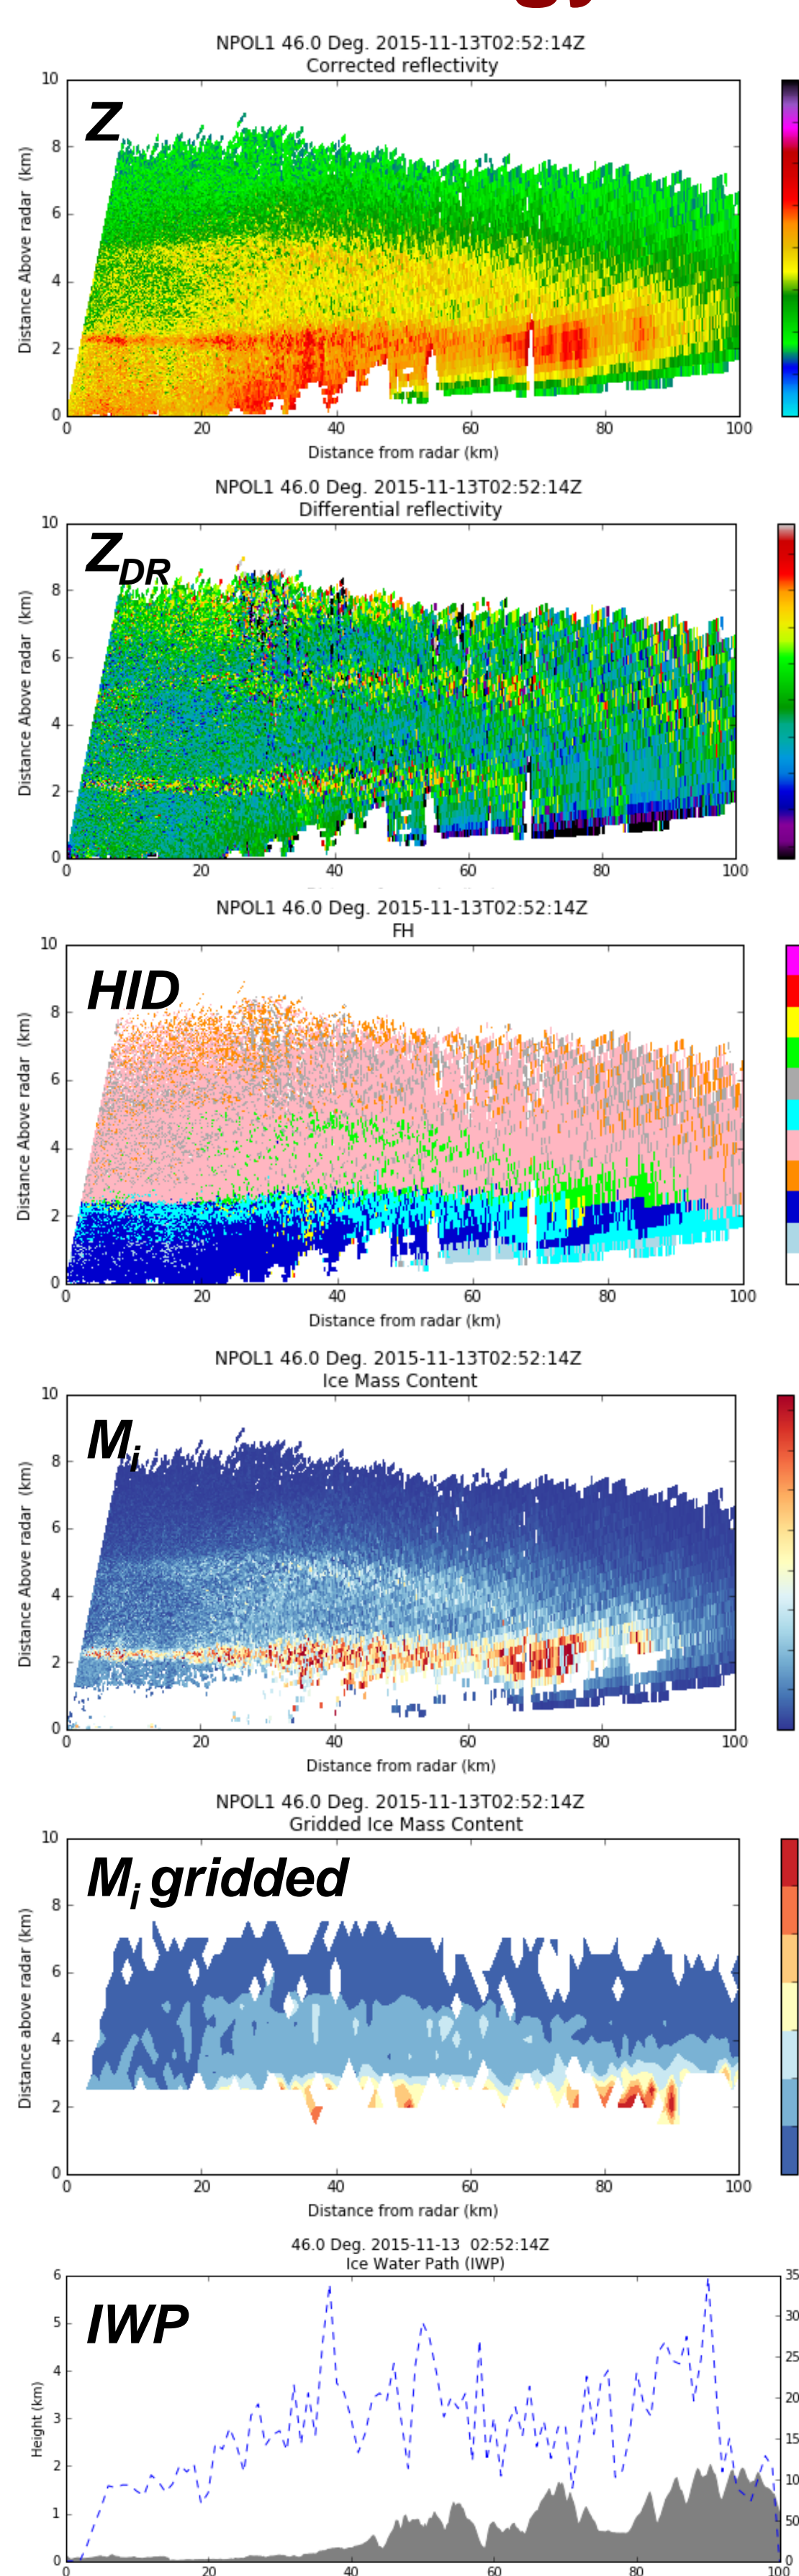 NPOL1 46.0 Deg. 2015-11-13T02:52:14Z
Corrected reflectivity
Z
10
8
6
4
2
0
Distance Above radar (km)
0 20 40 60 80 100
Distance from radar (km)
NPOL1 46.0 Deg. 2015-11-13T02:52:14Z
Differential reflectivity
ZDR
10
8
6
4
2
0
Distance Above radar (km)
0 20 40 60 80 100
NPOL1 46.0 Deg. 2015-11-13T02:52:14Z
FH
HID
10
8
6
4
2
0
Distance Above radar (km)
0 20 40 60 80 100
Distance from radar (km)
NPOL1 46.0 Deg. 2015-11-13T02:52:14Z
Ice Mass Content
Mi
10
8
6
4
2
0
Distance Above radar (km)
0 20 40 60 80 100
Distance from radar (km)
NPOL1 46.0 Deg. 2015-11-13T02:52:14Z
Gridded Ice Mass Content
Mi gridded
10
8
6
4
2
0
Distance above radar (km)
0 20 40 60 80 100
Distance from radar (km)
46.0 Deg. 2015-11-13 02:52:14Z
Ice Water Path (IWP)
IWP
6 35
5 30
4 25
3 20
2 15
1 10
0 50
0
Height (km)
0 20 40 60 80 100